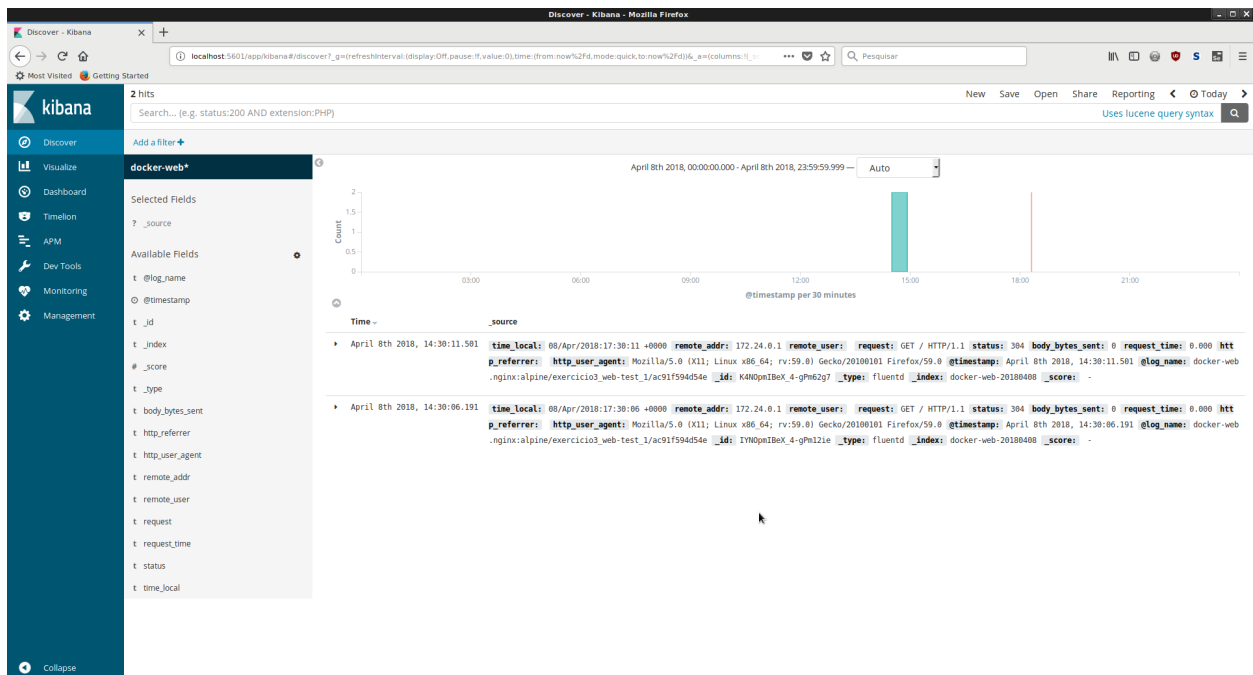 Discover - Kibana - Mozilla Firefox
Discover - Kibana
localhost:5601/app/kibana#/discover?_g=(refreshInterval:(display:Off,pause:!f,value:0),time:(from:now%2Fd,mode:quick,to:now%2Fd))&_a=(columns:!(
Pesquisar
Most Visited Getting Started
kibana
Discover
Visualize
Dashboard
Timelion
APM
Dev Tools
Monitoring
Management
Collapse
2 hits
New Save Open Share Reporting Today
Search... (e.g. status:200 AND extension:PHP)
Uses lucene query syntax
Add a filter
docker-web*
Selected Fields
? _source
Available Fields
t @log_name
@timestamp
t _id
t _index
# _score
t _type
t body_bytes_sent
t http_referrer
t http_user_agent
t remote_addr
t remote_user
t request
t request_time
t status
t time_local
April 8th 2018, 00:00:00.000 - April 8th 2018, 23:59:59.999 — Auto
Count
2
1.5
1
0.5
0
03:00 06:00 09:00 12:00 15:00 18:00 21:00
@timestamp per 30 minutes
Time _source
April 8th 2018, 14:30:11.501 time_local: 08/Apr/2018:17:30:11 +0000 remote_addr: 172.24.0.1 remote_user: request: GET / HTTP/1.1 status: 304 body_bytes_sent: 0 request_time: 0.000 htt
p_referrer: http_user_agent: Mozilla/5.0 (X11; Linux x86_64; rv:59.0) Gecko/20100101 Firefox/59.0 @timestamp: April 8th 2018, 14:30:11.501 @log_name: docker-web
.nginx:alpine/exercicio3_web-test_1/ac91f594d54e _id: K4NOpmIBeX_4-gPm62g7 _type: fluentd _index: docker-web-20180408 _score: -
April 8th 2018, 14:30:06.191 time_local: 08/Apr/2018:17:30:06 +0000 remote_addr: 172.24.0.1 remote_user: request: GET / HTTP/1.1 status: 304 body_bytes_sent: 0 request_time: 0.000 htt
p_referrer: http_user_agent: Mozilla/5.0 (X11; Linux x86_64; rv:59.0) Gecko/20100101 Firefox/59.0 @timestamp: April 8th 2018, 14:30:06.191 @log_name: docker-web
.nginx:alpine/exercicio3_web-test_1/ac91f594d54e _id: IYNOpmIBeX_4-gPm12ie _type: fluentd _index: docker-web-20180408 _score: -